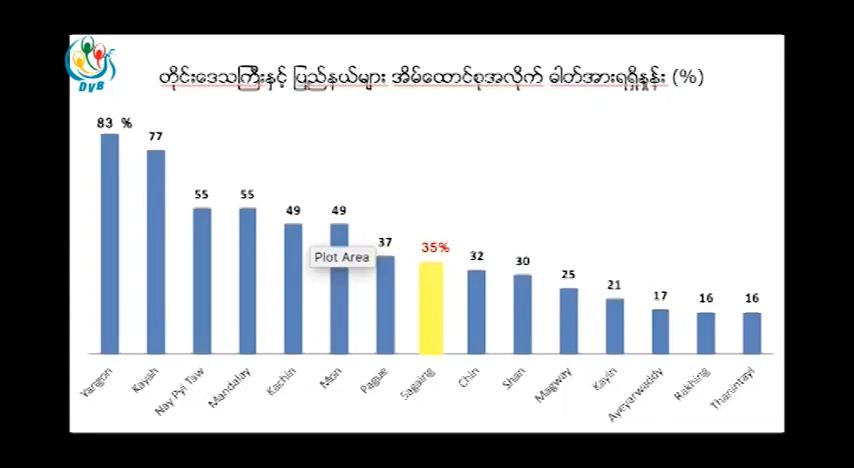 DVB
တိုင်းဒေသကြီးနှင့် ပြည်နယ်များ အိမ်ထောင်စုအလိုက် ဓါတ်အားရရှိနှုန်း (%)
83 %
77
55
55
49
49
37
35%
32
30
25
21
17
16
16
Plot Area
Yangon
Kayah
Nay Pyi Taw
Mandalay
Kachin
Mon
Pague
Sagaing
Chin
Shan
Magway
Kaiyin
Ayeyarwaddy
Rakhing
Thanintayi